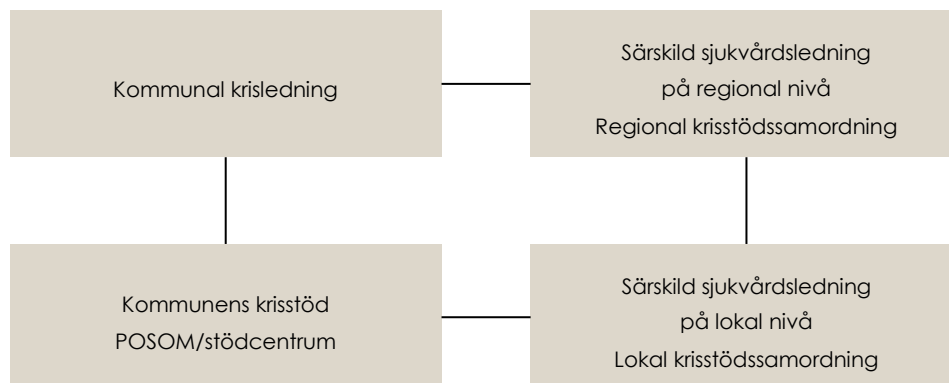 Kommunal krisledning
Särskild sjukvårdsledning
på regional nivå
Regional krisstödssamordning
Kommunens krisstöd
POSOM/stödcentrum
Särskild sjukvårdsledning
på lokal nivå
Lokal krisstödssamordning